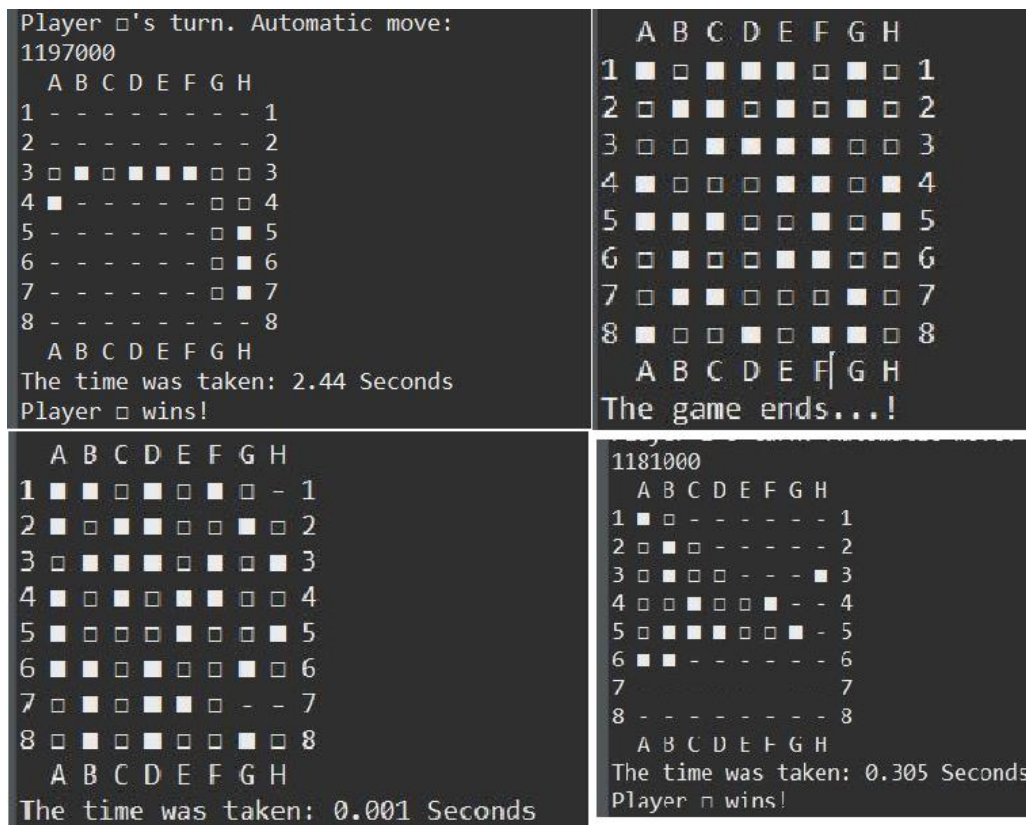 Player □'s turn. Automatic move:
1197000
A B C D E F G H
1 - - - - - - - - 1
2 - - - - - - - - 2
3 □ ■ □ ■ ■ ■ □ □ 3
4 ■ - - - - - □ □ 4
5 - - - - - - □ ■ 5
6 - - - - - - □ ■ 6
7 - - - - - - □ ■ 7
8 - - - - - - - - 8
A B C D E F G H
The time was taken: 2.44 Seconds
Player □ wins!
A B C D E F G H
1 ■ □ ■ ■ ■ □ ■ □ 1
2 □ ■ ■ □ ■ □ ■ □ 2
3 □ □ ■ ■ ■ ■ □ □ 3
4 ■ □ □ □ ■ ■ □ ■ 4
5 ■ ■ ■ □ □ ■ □ ■ 5
6 □ ■ □ □ ■ ■ □ □ 6
7 □ ■ ■ □ □ □ ■ □ 7
8 ■ □ □ ■ □ ■ ■ □ 8
A B C D E F G H
The game ends...!
A B C D E F G H
1 ■ ■ □ ■ □ ■ □ - 1
2 ■ □ ■ ■ □ □ ■ □ 2
3 □ ■ ■ ■ □ ■ □ ■ 3
4 ■ □ ■ □ ■ ■ □ □ 4
5 ■ □ □ □ ■ □ □ ■ 5
6 ■ ■ □ ■ □ □ ■ □ 6
7 □ ■ □ ■ ■ □ - - 7
8 □ ■ □ ■ □ □ ■ □ 8
A B C D E F G H
The time was taken: 0.001 Seconds
1181000
A B C D E F G H
1 ■ □ - - - - - - 1
2 □ ■ □ - - - - - 2
3 □ ■ □ □ - - - ■ 3
4 □ □ ■ □ □ ■ - - 4
5 □ ■ ■ ■ □ □ ■ - 5
6 ■ ■ - - - - - - 6
7 7
8 - - - - - - - - 8
A B C D E F G H
The time was taken: 0.305 Seconds
Player □ wins!